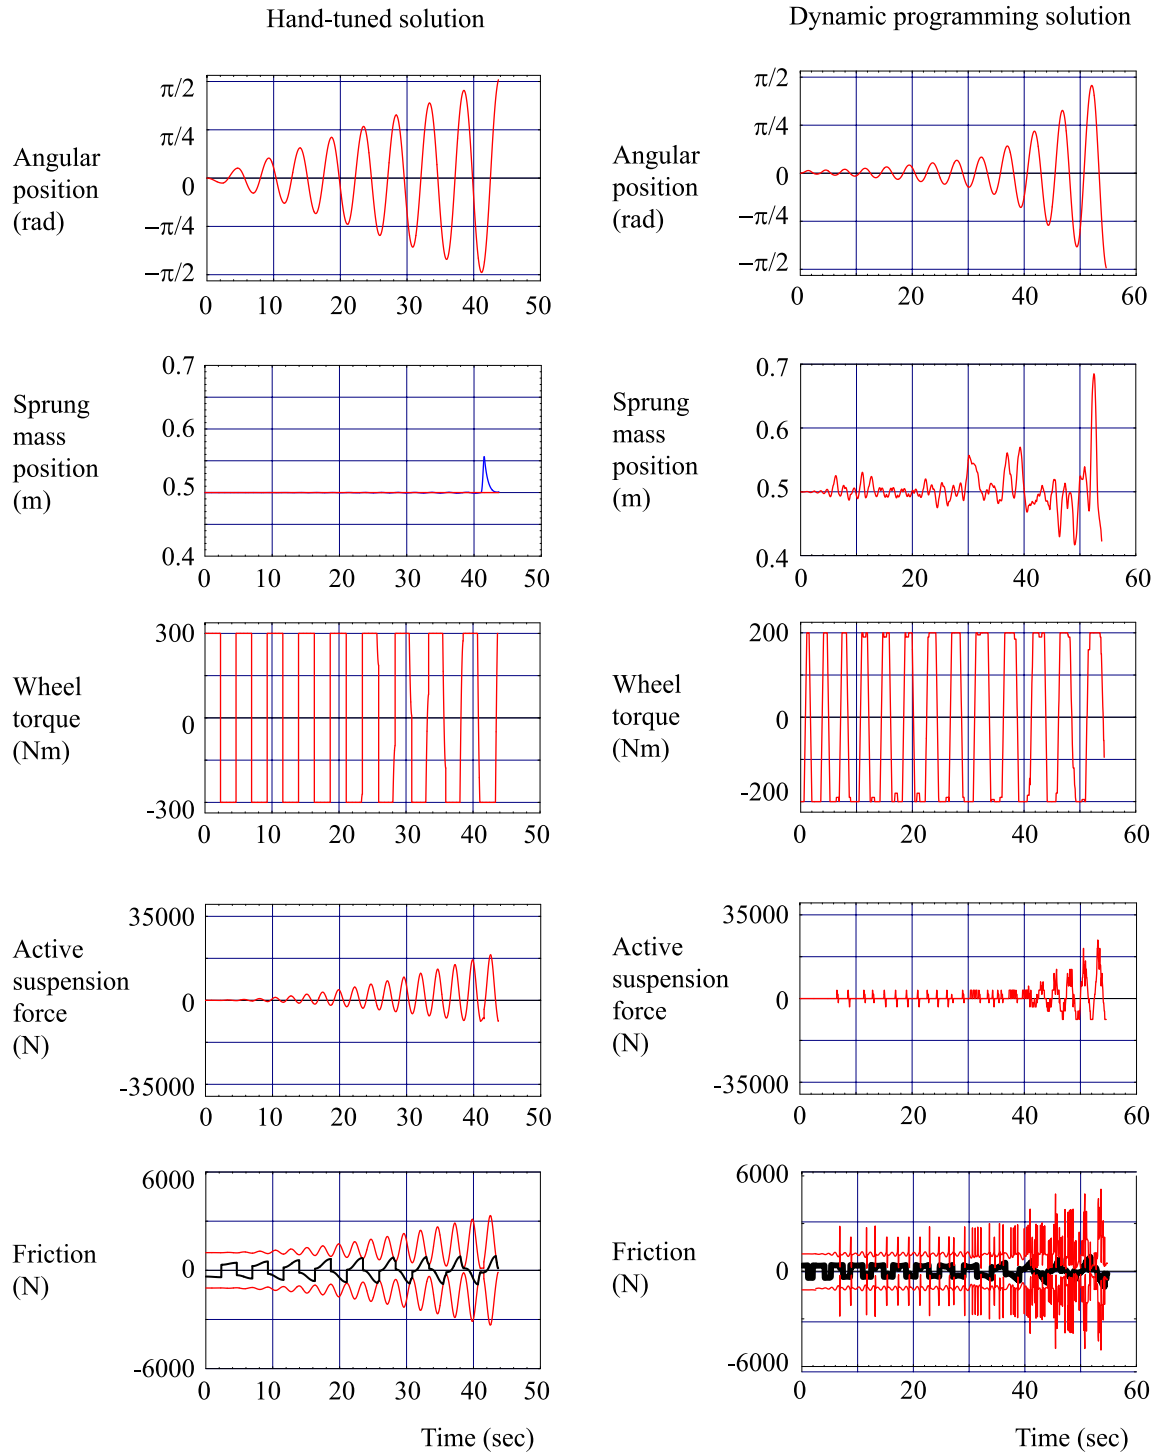 Hand-tuned solution
Dynamic programming solution
Angular
position
(rad)
π/2
π/4
0
−π/4
−π/2
0 10 20 30 40 50
Angular
position
(rad)
π/2
π/4
0
−π/4
−π/2
0 20 40 60
Sprung
mass
position
(m)
0.7
0.6
0.5
0.4
0 10 20 30 40 50
Sprung
mass
position
(m)
0.7
0.6
0.5
0.4
0 20 40 60
Wheel
torque
(Nm)
300
0
-300
0 10 20 30 40 50
Wheel
torque
(Nm)
200
0
-200
0 20 40 60
Active
suspension
force
(N)
35000
0
-35000
0 10 20 30 40 50
Active
suspension
force
(N)
35000
0
-35000
0 20 40 60
Friction
(N)
6000
0
-6000
0 10 20 30 40 50
Time (sec)
Friction
(N)
6000
0
-6000
0 20 40 60
Time (sec)